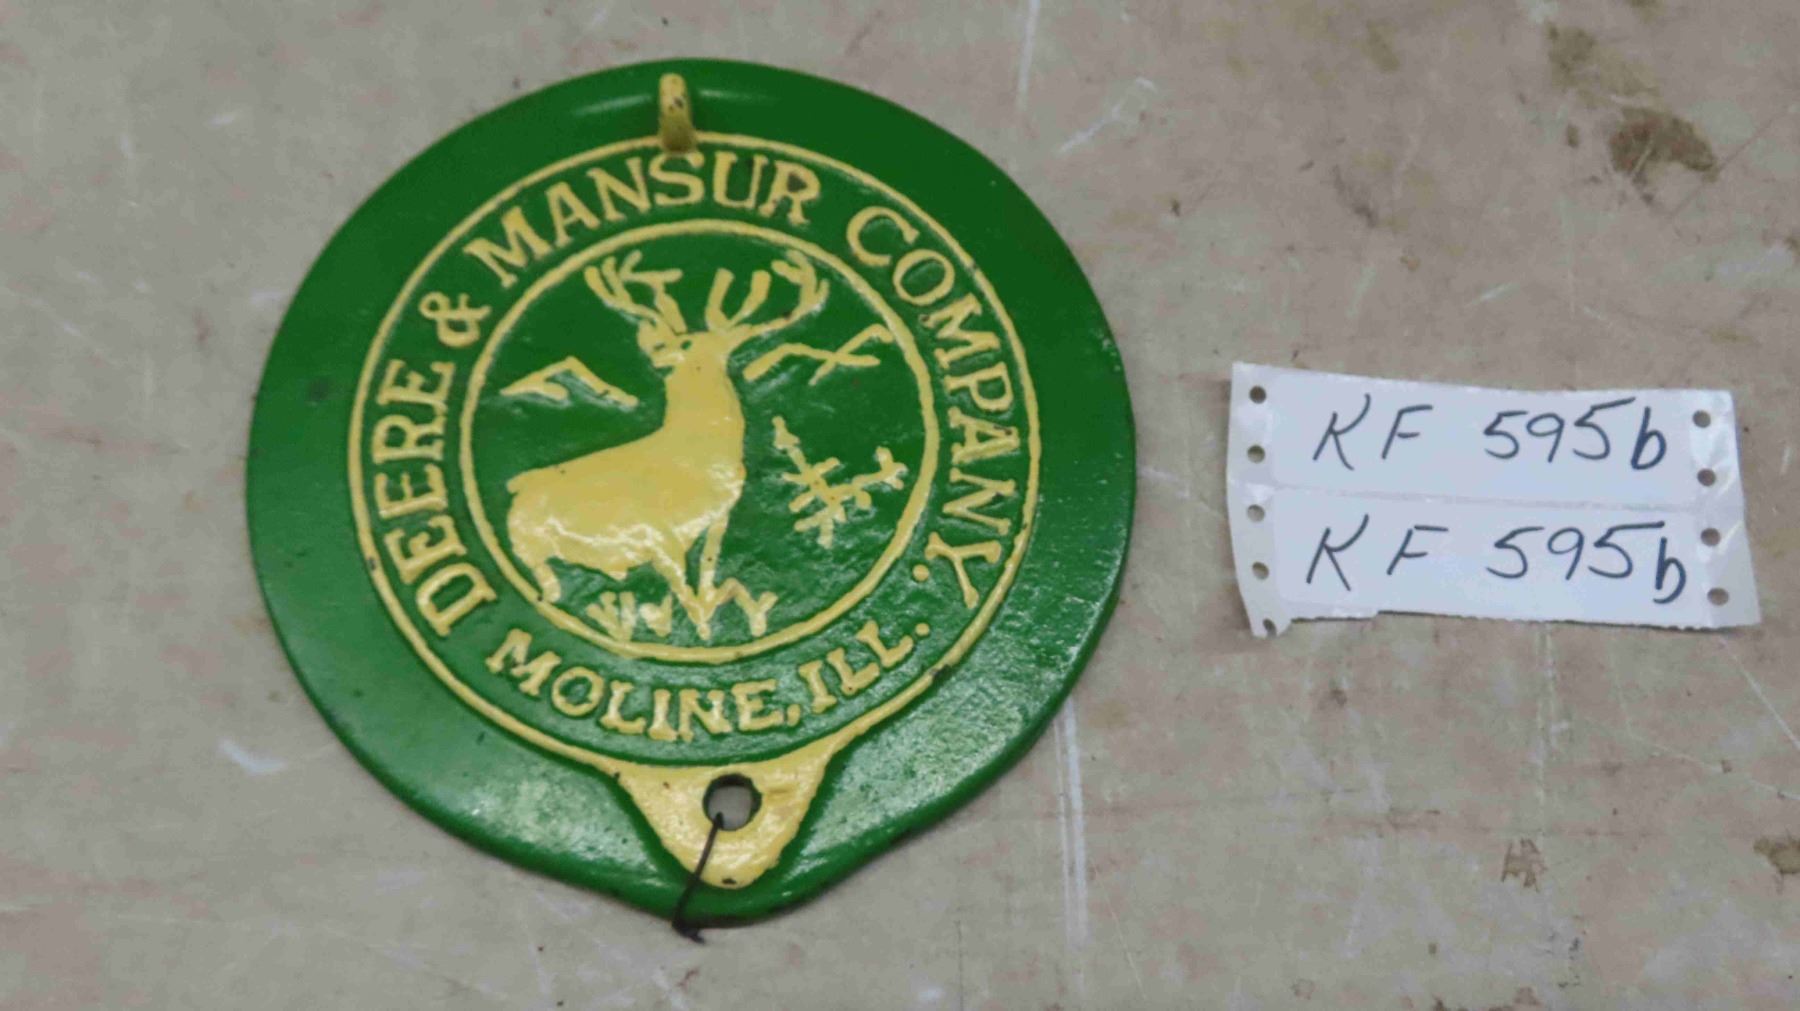 DEERE & MANSUR COMPANY.
MOLINE, ILL.
KF 595b
KF 595b